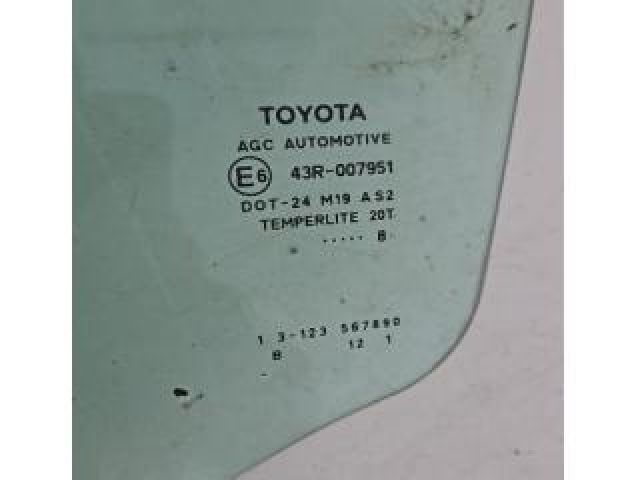 TOYOTA
AGC AUTOMOTIVE
E6 43R-007951
DOT-24 M19 AS2
TEMPERLITE 20T
..... 8.
1 3-123 567890
8 12 1